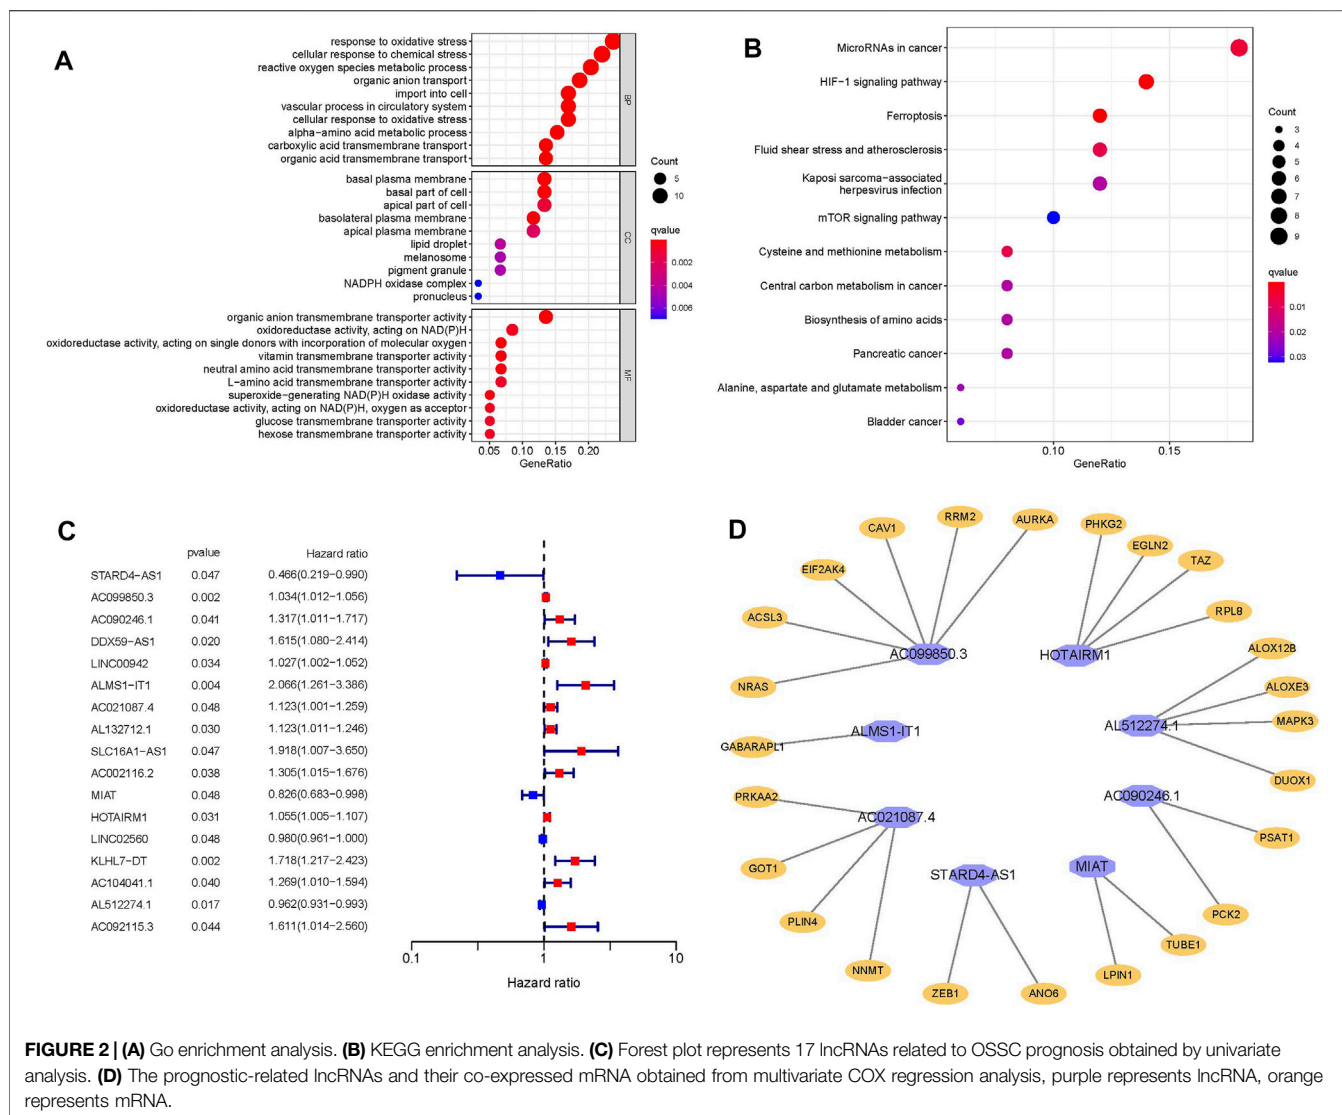 A
response to oxidative stress
cellular response to chemical stress
reactive oxygen species metabolic process
organic anion transport
import into cell
vascular process in circulatory system
cellular response to oxidative stress
alpha−amino acid metabolic process
carboxylic acid transmembrane transport
organic acid transmembrane transport
BP
basal plasma membrane
basal part of cell
apical part of cell
basolateral plasma membrane
apical plasma membrane
lipid droplet
melanosome
pigment granule
NADPH oxidase complex
pronucleus
CC
organic anion transmembrane transporter activity
oxidoreductase activity, acting on NAD(P)H
oxidoreductase activity, acting on single donors with incorporation of molecular oxygen
vitamin transmembrane transporter activity
neutral amino acid transmembrane transporter activity
L−amino acid transmembrane transporter activity
superoxide−generating NAD(P)H oxidase activity
oxidoreductase activity, acting on NAD(P)H, oxygen as acceptor
glucose transmembrane transporter activity
hexose transmembrane transporter activity
MF
0.05 0.10 0.15 0.20
GeneRatio
Count
5
10
qvalue
0.002
0.004
0.006
B
MicroRNAs in cancer
HIF−1 signaling pathway
Ferroptosis
Fluid shear stress and atherosclerosis
Kaposi sarcoma−associated
herpesvirus infection
mTOR signaling pathway
Cysteine and methionine metabolism
Central carbon metabolism in cancer
Biosynthesis of amino acids
Pancreatic cancer
Alanine, aspartate and glutamate metabolism
Bladder cancer
0.10 0.15
GeneRatio
Count
3
4
5
6
7
8
9
qvalue
0.01
0.02
0.03
C
pvalue Hazard ratio
STARD4−AS1 0.047 0.466(0.219−0.990)
AC099850.3 0.002 1.034(1.012−1.056)
AC090246.1 0.041 1.317(1.011−1.717)
DDX59−AS1 0.020 1.615(1.080−2.414)
LINC00942 0.034 1.027(1.002−1.052)
ALMS1−IT1 0.004 2.066(1.261−3.386)
AC021087.4 0.048 1.123(1.001−1.259)
AL132712.1 0.030 1.123(1.011−1.246)
SLC16A1−AS1 0.047 1.918(1.007−3.650)
AC002116.2 0.038 1.305(1.015−1.676)
MIAT 0.048 0.826(0.683−0.998)
HOTAIRM1 0.031 1.055(1.005−1.107)
LINC02560 0.048 0.980(0.961−1.000)
KLHL7−DT 0.002 1.718(1.217−2.423)
AC104041.1 0.040 1.269(1.010−1.594)
AL512274.1 0.017 0.962(0.931−0.993)
AC092115.3 0.044 1.611(1.014−2.560)
0.1 1 10
Hazard ratio
D
CAV1
RRM2
AURKA
EIF2AK4
ACSL3
NRAS
AC099850.3
PHKG2
EGLN2
TAZ
RPL8
HOTAIRM1
ALOX12B
ALOXE3
MAPK3
DUOX1
AL512274.1
ALMS1-IT1
GABARAPL1
PRKAA2
AC021087.4
GOT1
PLIN4
NNMT
AC090246.1
PSAT1
PCK2
STARD4-AS1
ZEB1
ANO6
MIAT
TUBE1
LPIN1
FIGURE 2 | (A) Go enrichment analysis. (B) KEGG enrichment analysis. (C) Forest plot represents 17 lncRNAs related to OSSC prognosis obtained by univariate
analysis. (D) The prognostic-related lncRNAs and their co-expressed mRNA obtained from multivariate COX regression analysis, purple represents lncRNA, orange
represents mRNA.